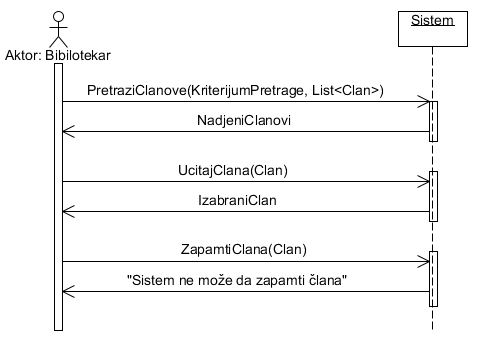 Sistem
Aktor: Bibilotekar
PretraziClanove(KriterijumPretrage, List<Clan>)
NadjeniClanovi
UcitajClana(Clan)
IzabraniClan
ZapamtiClana(Clan)
"Sistem ne može da zapamti člana"